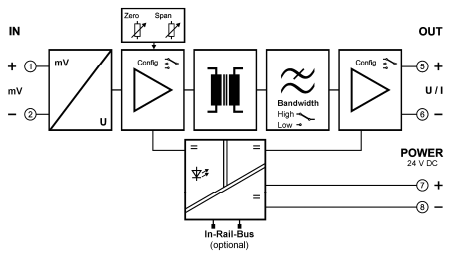 Zero Span
IN
OUT
mV
U
Config
Config
+ 1
mV
− 2
Bandwidth
High
Low
5 +
U / I
6 −
POWER
24 V DC
7 +
8 −
In-Rail-Bus
(optional)